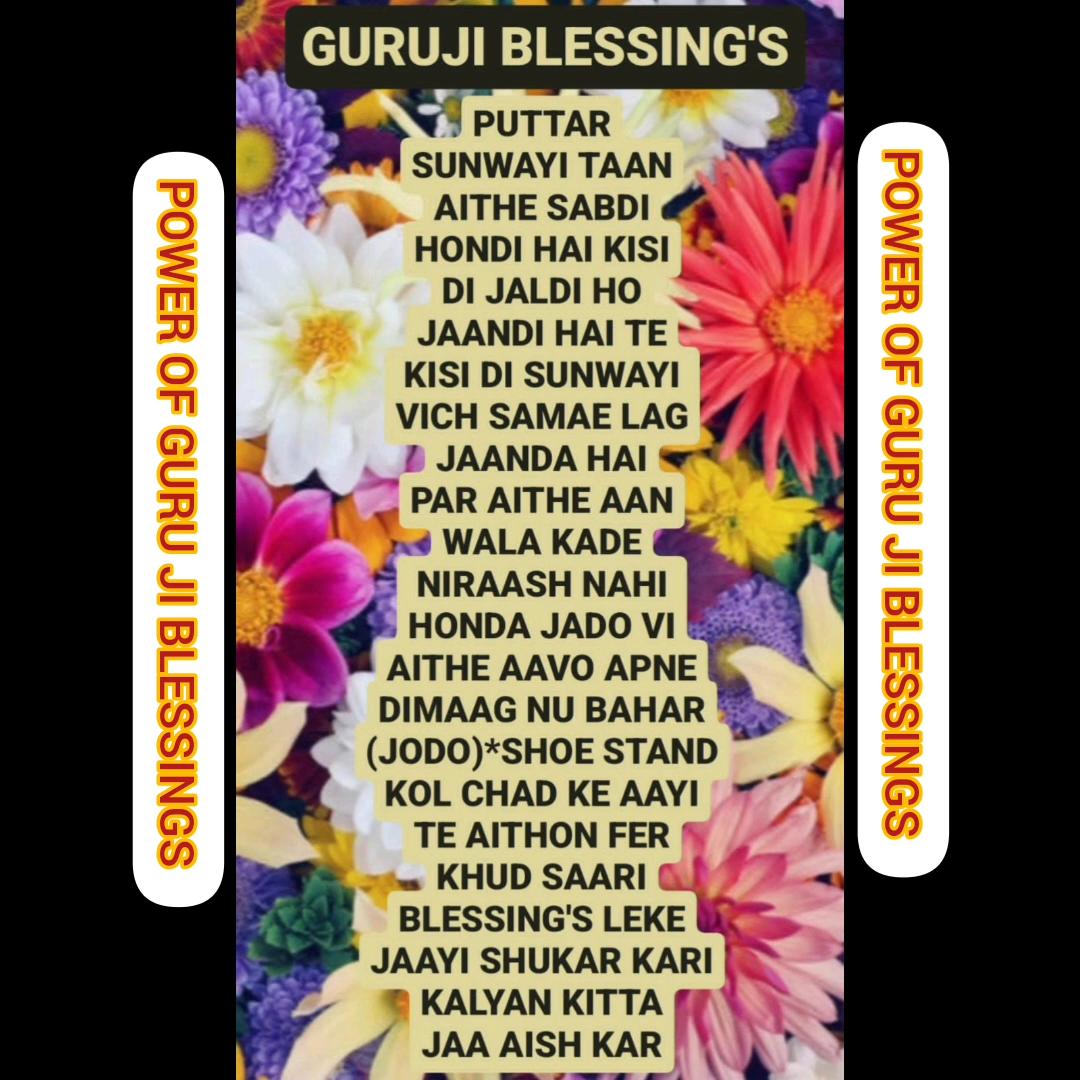 GURUJI BLESSING'S
PUTTAR
SUNWAYI TAAN
AITHE SABDI
HONDI HAI KISI
DI JALDI HO
JAANDI HAI TE
KISI DI SUNWAYI
VICH SAMAE LAG
JAANDA HAI
PAR AITHE AAN
WALA KADE
NIRAASH NAHI
HONDA JADO VI
AITHE AAVO APNE
DIMAAG NU BAHAR
(JODO)*SHOE STAND
KOL CHAD KE AAYI
TE AITHON FER
KHUD SAARI
BLESSING'S LEKE
JAAYI SHUKAR KARI
KALYAN KITTA
JAA AISH KAR
POWER OF GURU JI BLESSINGS
POWER OF GURU JI BLESSINGS